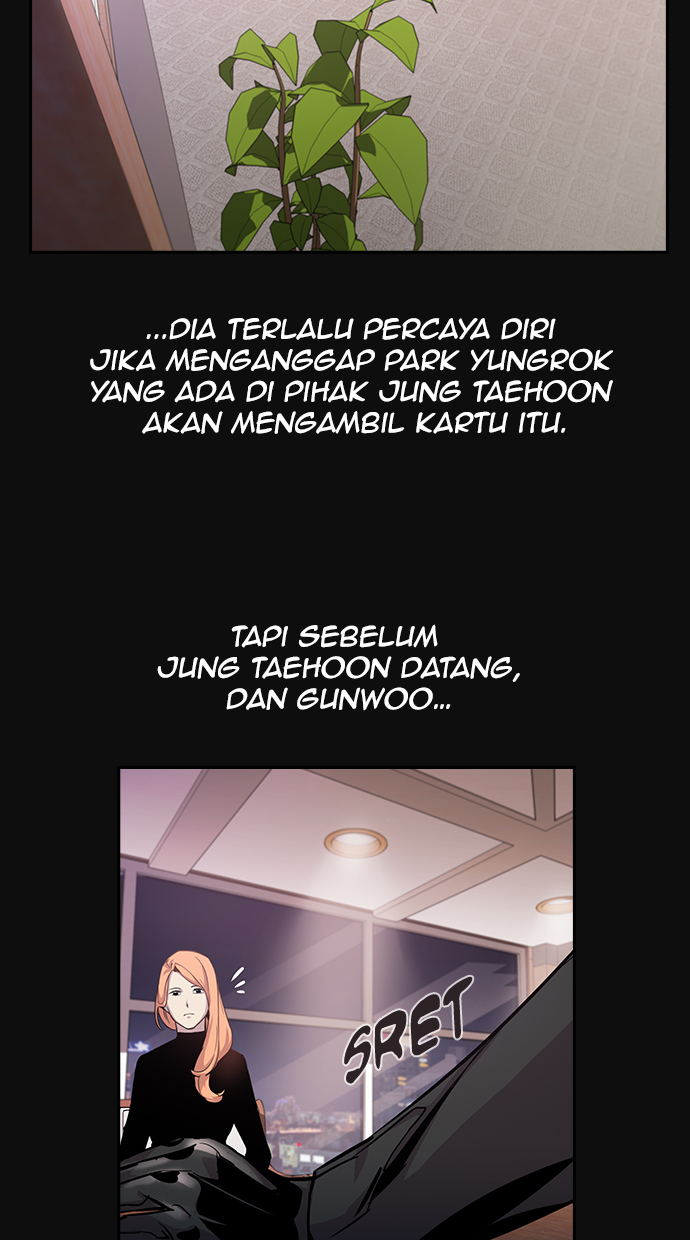 ...DIA TERLALU PERCAYA DIRI
JIKA MENGANGGAP PARK YUNGROK
YANG ADA DI PIHAK JUNG TAEHOON
AKAN MENGAMBIL KARTU ITU.
TAPI SEBELUM
JUNG TAEHOON DATANG,
DAN GUNWOO...
SRET